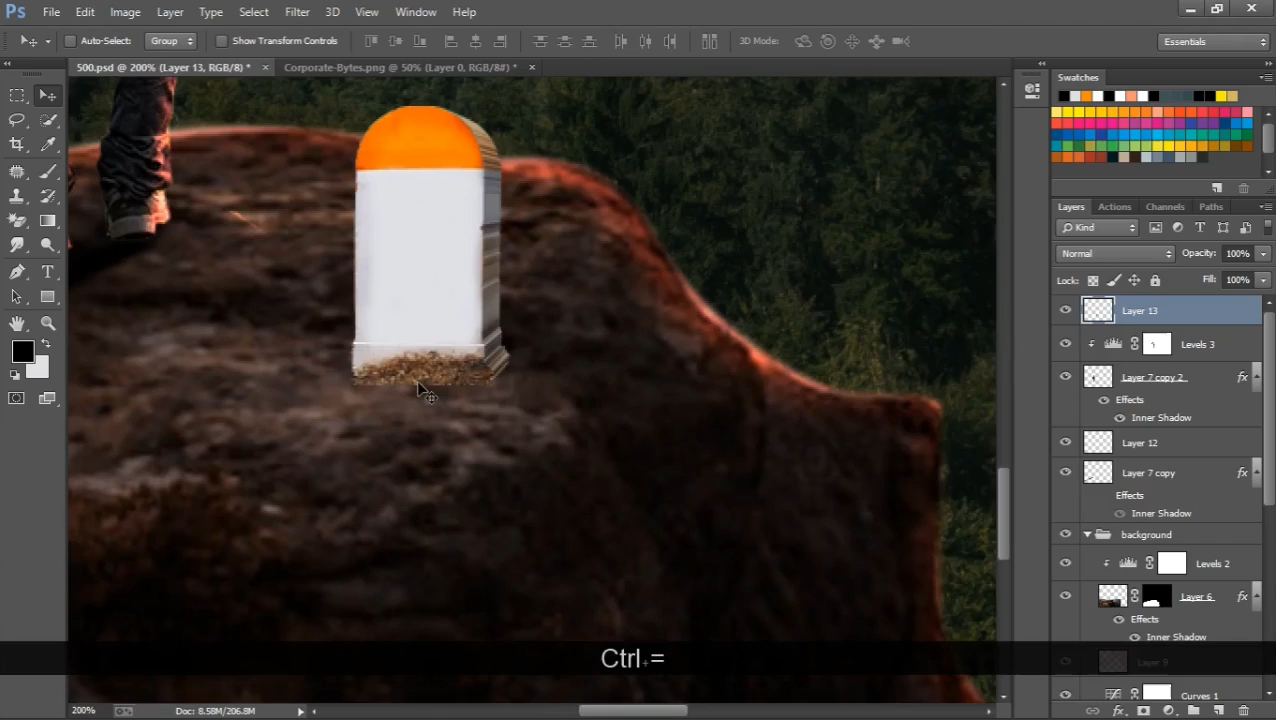 Ps File Edit Image Layer Type Select Filter 3D View Window Help
Auto-Select: Group Show Transform Controls 3D Mode: Essentials
500.psd @ 200% (Layer 13, RGB/8) * × Corporate-Bytes.png @ 50% (Layer 0, RGB/8#) * ×
Swatches
Layers Actions Channels Paths
Kind
Normal Opacity: 100%
Lock: Fill: 100%
Layer 13
Levels 3
Layer 7 copy 2 fx
Effects
Inner Shadow
Layer 12
Layer 7 copy fx
Effects
Inner Shadow
background
Levels 2
Layer 6 fx
Effects
Inner Shadow
Layer 9
Curves 1
Ctrl + =
200% Doc: 8.58M/206.8M